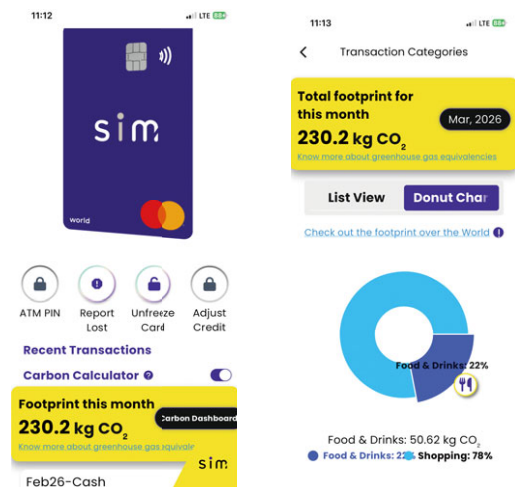 11:12
LTE
sim
world
ATM PIN
Report Lost
Unfreeze Card
Adjust Credit
Recent Transactions
Carbon Calculator ?
Footprint this month
230.2 kg CO2
Carbon Dashboard
Know more about greenhouse gas equivale
sim
Feb26-Cash
11:13
LTE
Transaction Categories
Total footprint for
this month
230.2 kg CO2
Mar, 2026
Know more about greenhouse gas equivalencies
List View
Donut Char
Check out the footprint over the World
Food & Drinks: 22%
Food & Drinks: 50.62 kg CO2
Food & Drinks: 22%
Shopping: 78%